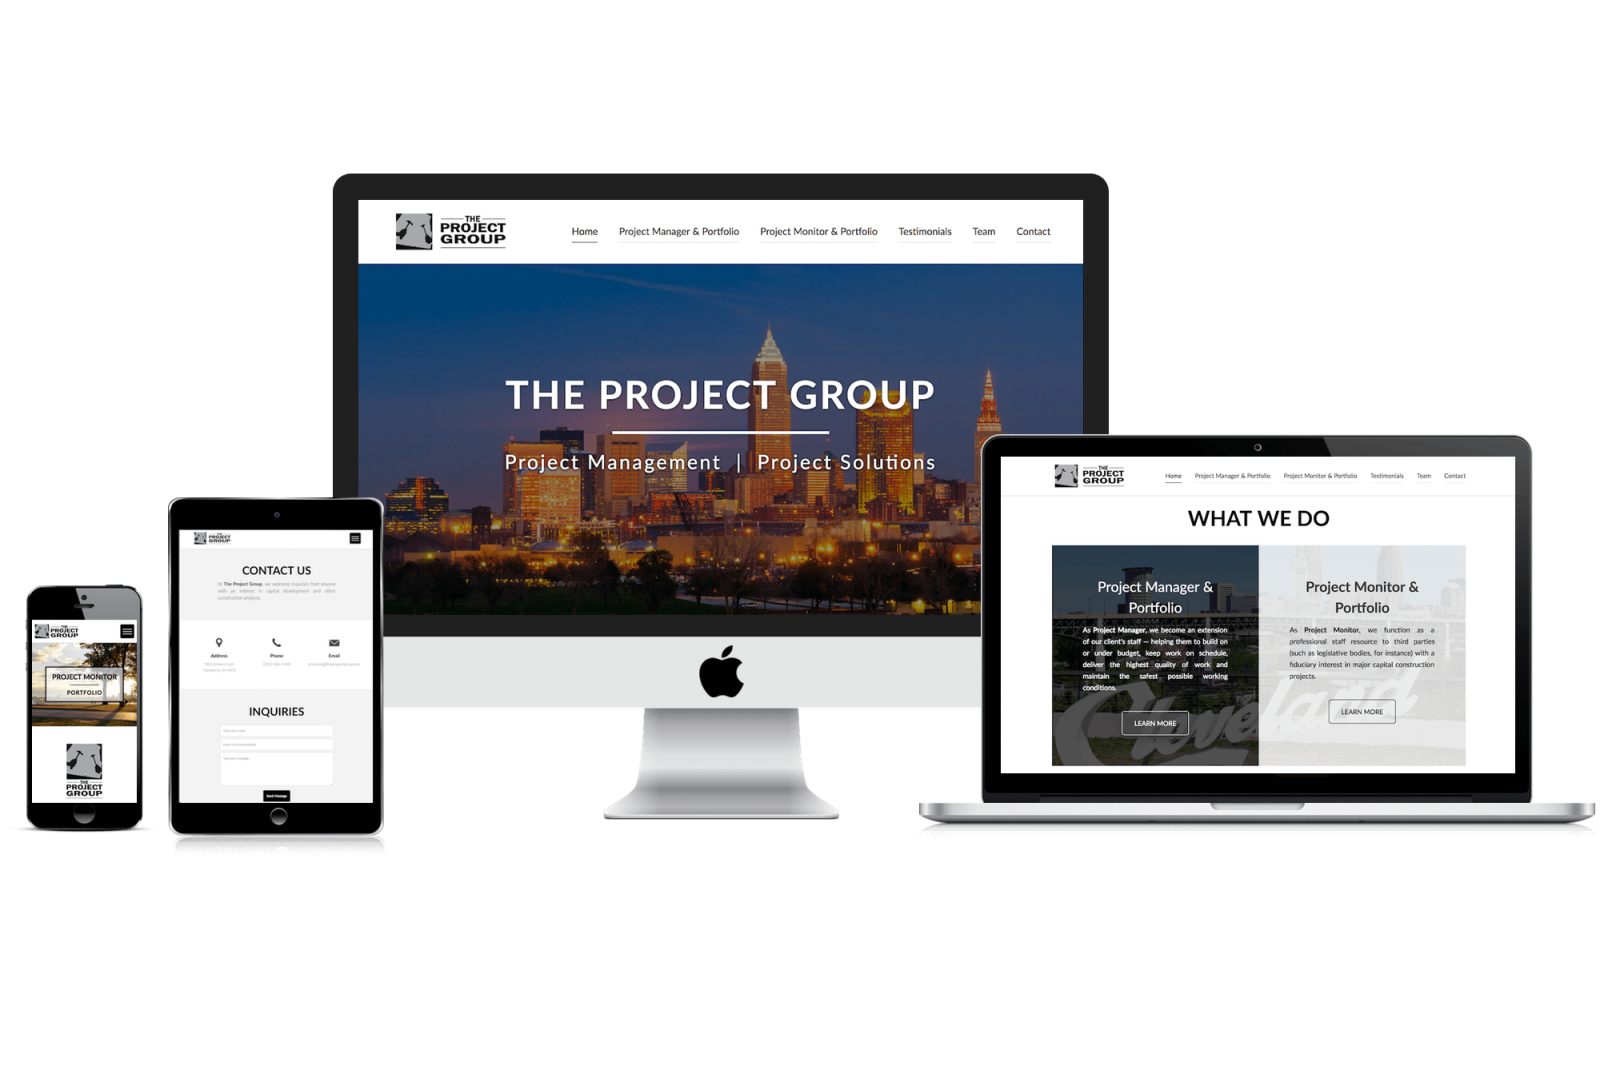 THE
PROJECT
GROUP
Home
Project Manager & Portfolio
Project Monitor & Portfolio
Testimonials
Team
Contact
THE PROJECT GROUP
Project Management | Project Solutions
THE
PROJECT
GROUP
Home
Project Manager & Portfolio
Project Monitor & Portfolio
Testimonials
Team
Contact
WHAT WE DO
Project Manager &
Portfolio
As Project Manager, we become an extension
of our client's staff — helping them to build on
or under budget, keep work on schedule,
deliver the highest quality of work and
maintain the safest possible working
conditions.
LEARN MORE
Project Monitor &
Portfolio
As Project Monitor, we function as a
professional staff resource to third parties
(such as legislative bodies, for instance) with a
fiduciary interest in major capital construction
projects.
LEARN MORE
Cleveland
THE
PROJECT
GROUP
CONTACT US
At The Project Group, we welcome inquiries from anyone
with an interest in capital development and other
construction projects.
Address
Phone
Email
INQUIRIES
Send Message
THE
PROJECT
GROUP
PROJECT MONITOR
PORTFOLIO
THE
PROJECT
GROUP